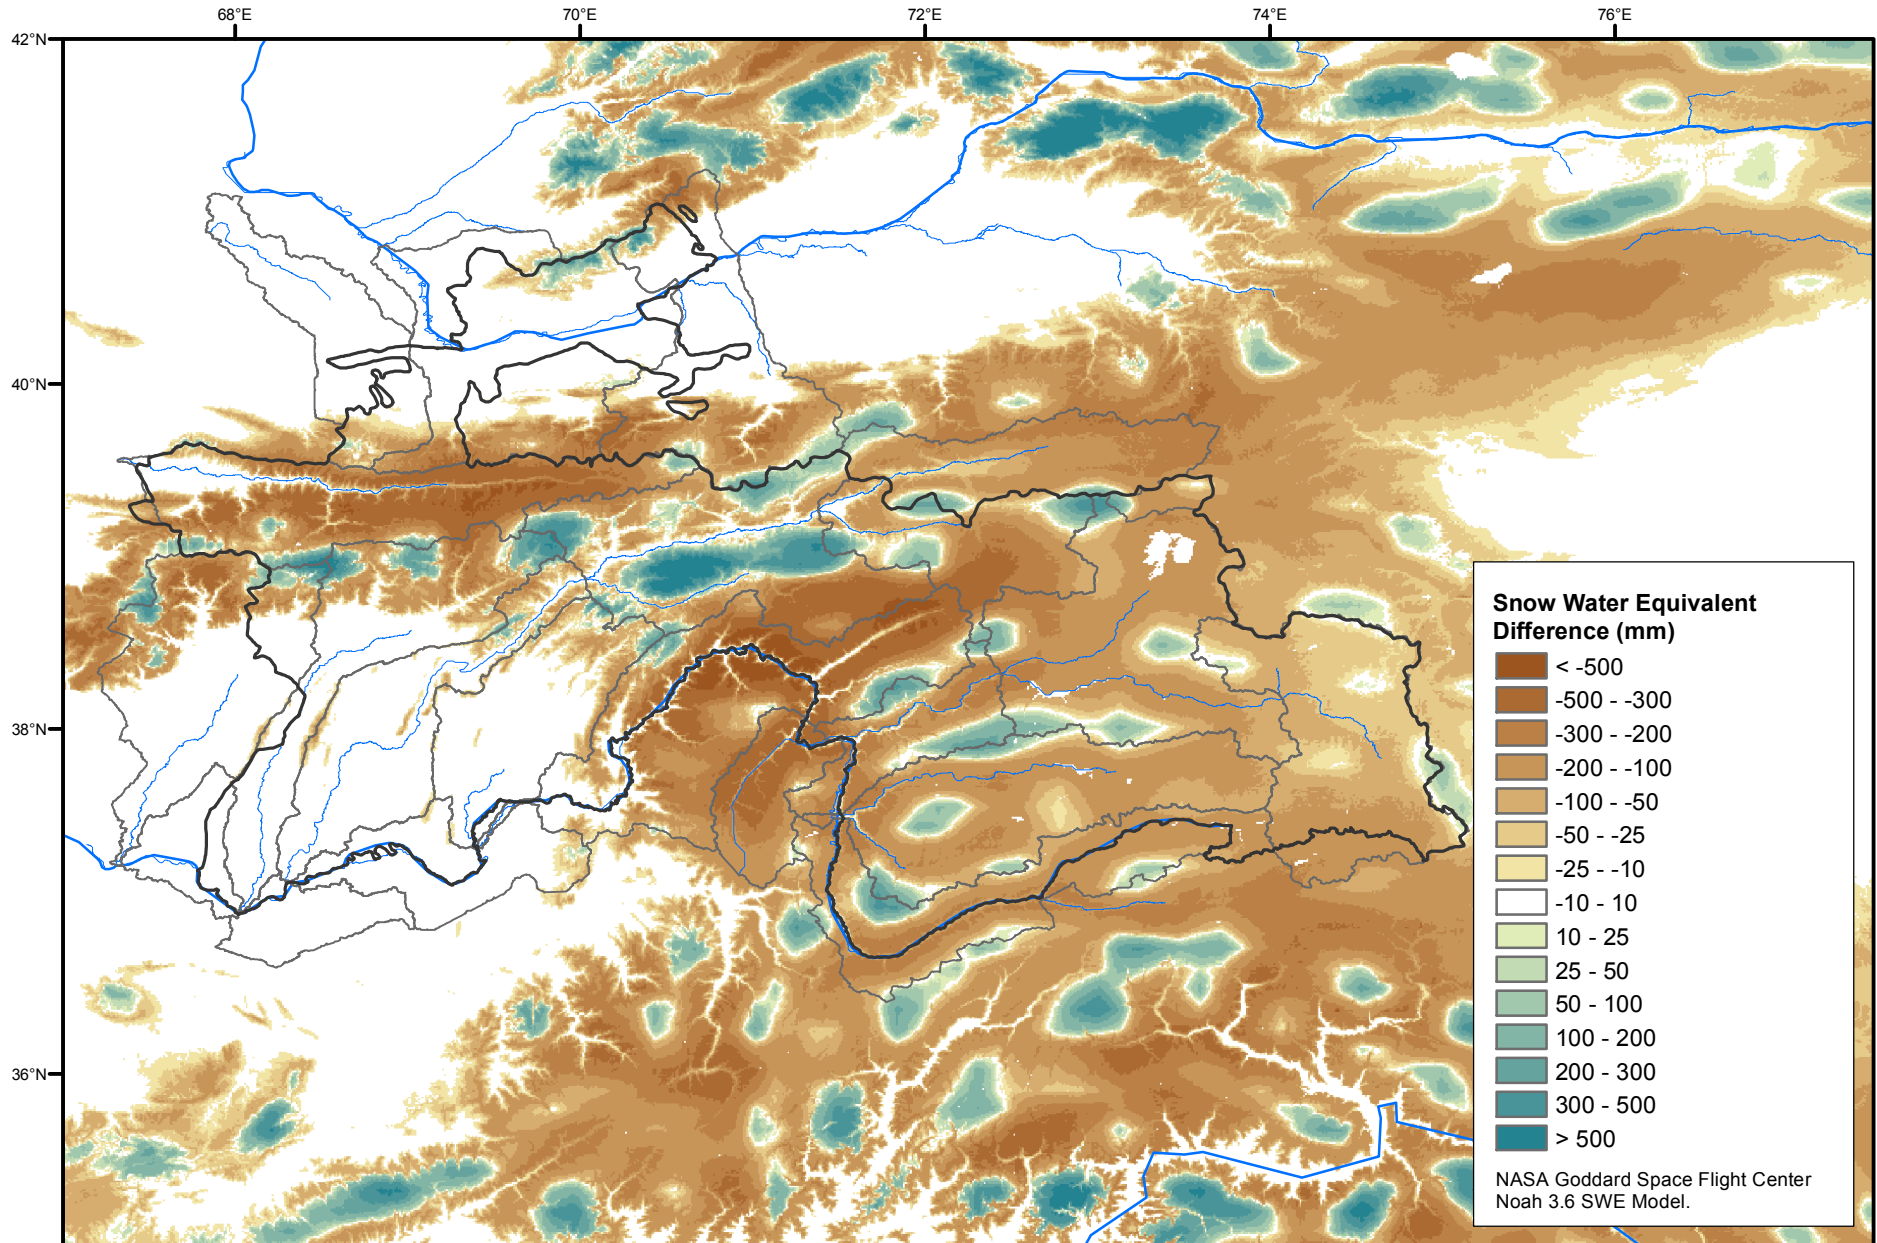 68°E 70°E 72°E 74°E 76°E
42°N
40°N
38°N
36°N
Snow Water Equivalent
Difference (mm)
< -500
-500 - -300
-300 - -200
-200 - -100
-100 - -50
-50 - -25
-25 - -10
-10 - 10
10 - 25
25 - 50
50 - 100
100 - 200
200 - 300
300 - 500
> 500
NASA Goddard Space Flight Center
Noah 3.6 SWE Model.